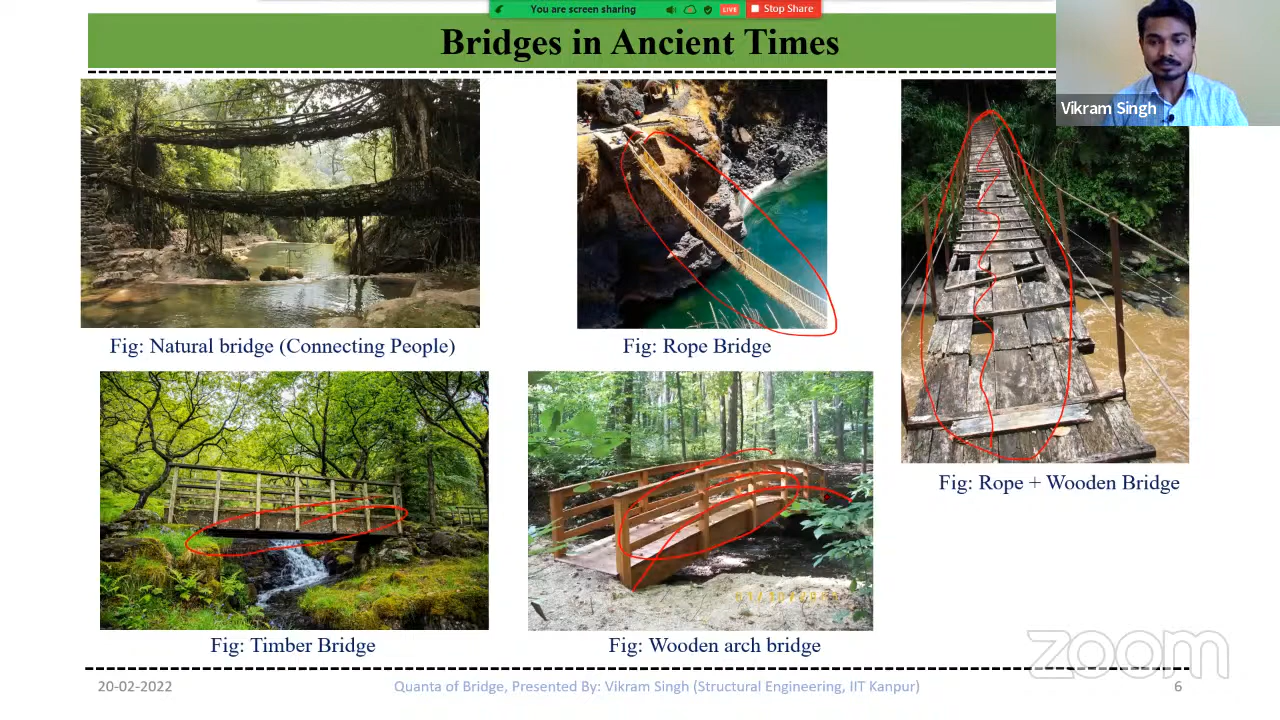 You are screen sharing
LIVE
Stop Share
Bridges in Ancient Times
Vikram Singh
Fig: Natural bridge (Connecting People)
Fig: Rope Bridge
Fig: Rope + Wooden Bridge
Fig: Timber Bridge
Fig: Wooden arch bridge
zoom
20-02-2022
Quanta of Bridge, Presented By: Vikram Singh (Structural Engineering, IIT Kanpur)
6